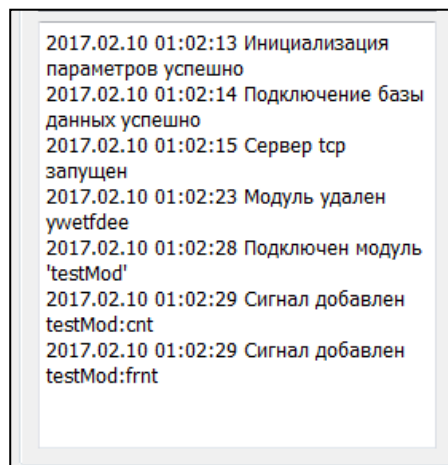 2017.02.10 01:02:13 Инициализация
параметров успешно
2017.02.10 01:02:14 Подключение базы
данных успешно
2017.02.10 01:02:15 Сервер tcp
запущен
2017.02.10 01:02:23 Модуль удален
ywetfdee
2017.02.10 01:02:28 Подключен модуль
'testMod'
2017.02.10 01:02:29 Сигнал добавлен
testMod:cnt
2017.02.10 01:02:29 Сигнал добавлен
testMod:frnt